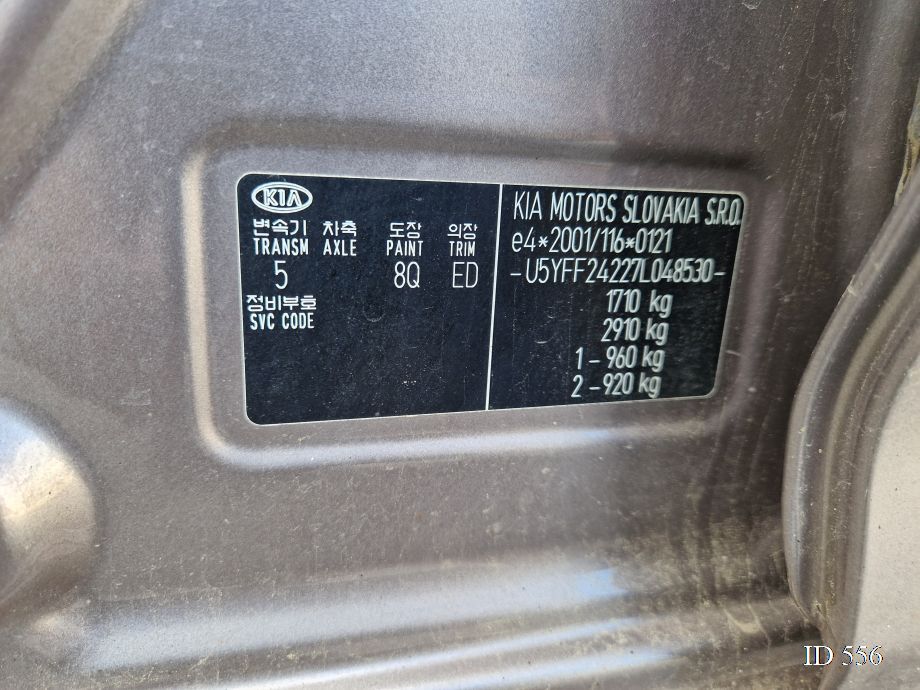 KIA
변속기 차축 도장 의장
TRANSM AXLE PAINT TRIM
5 8Q ED
정비부호
SVC CODE
KIA MOTORS SLOVAKIA S.R.O.
e4*2001/116*0121
-U5YFF24227L048530-
1710 kg
2910 kg
1-960 kg
2-920 kg
ID 556